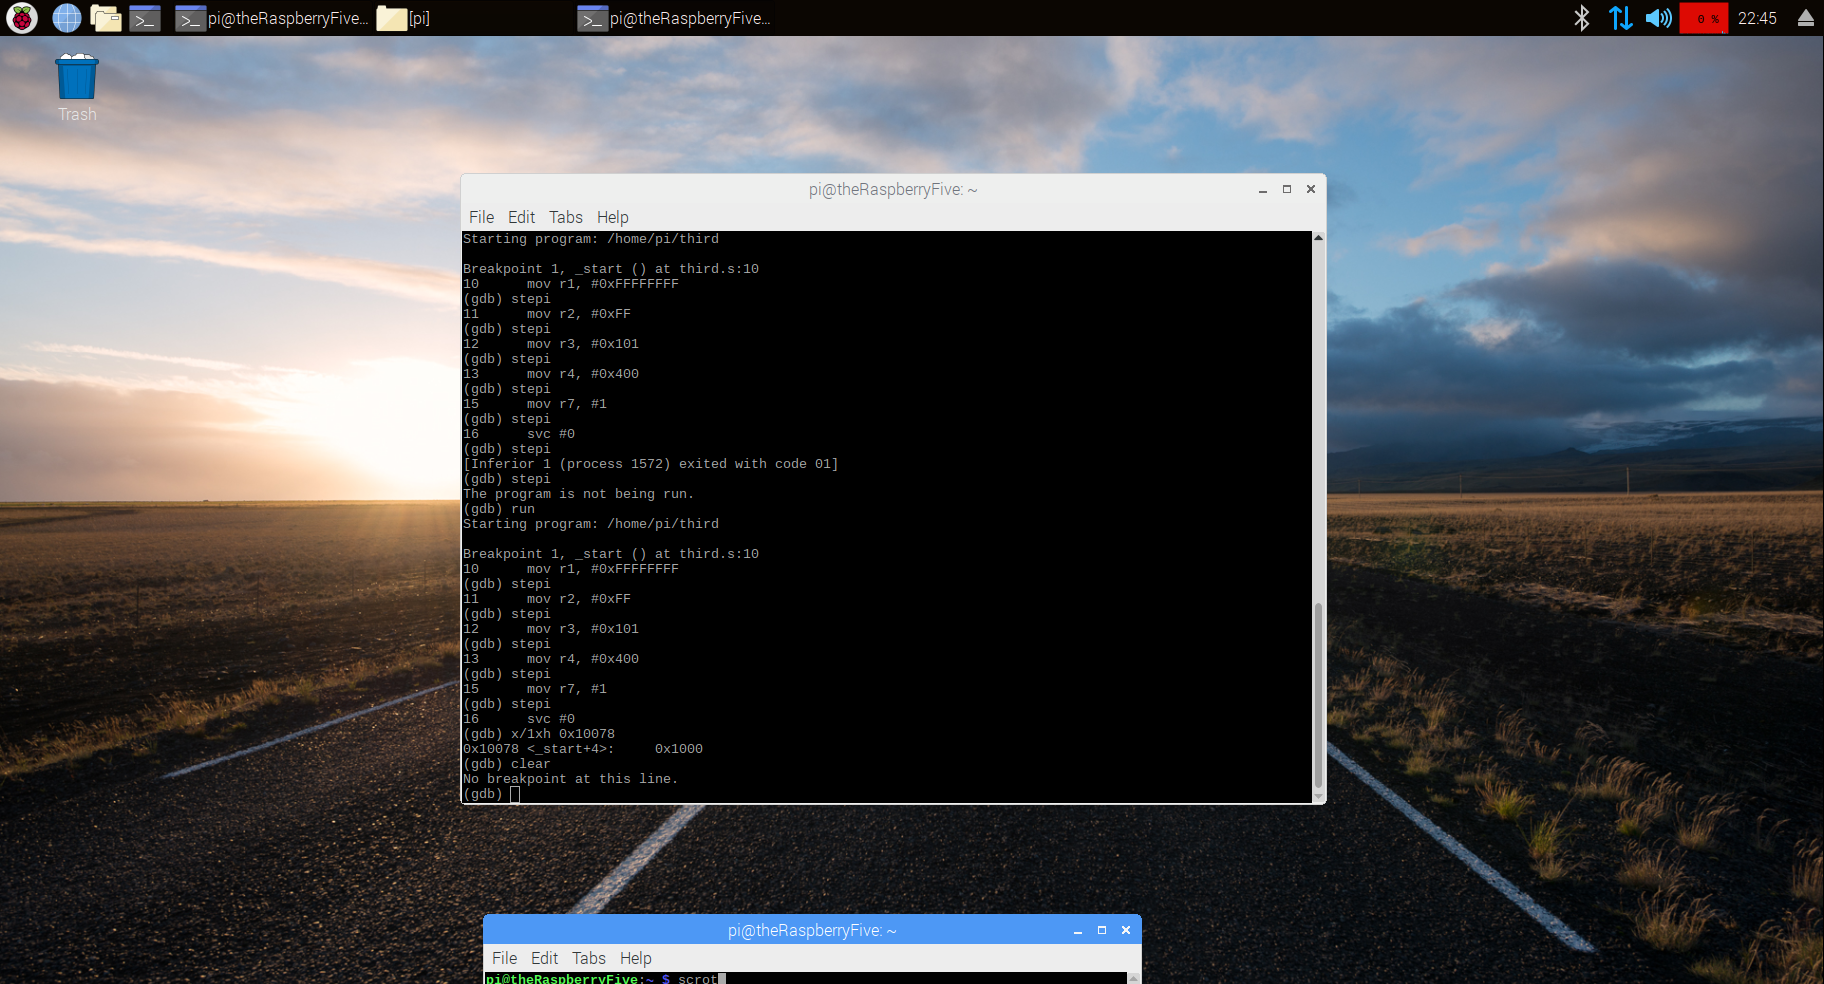 pi@theRaspberryFive... [pi] pi@theRaspberryFive... 0 % 22:45
Trash
pi@theRaspberryFive: ~
File Edit Tabs Help
Starting program: /home/pi/third
Breakpoint 1, _start () at third.s:10
10      mov r1, #0xFFFFFFFF
(gdb) stepi
11      mov r2, #0xFF
(gdb) stepi
12      mov r3, #0x101
(gdb) stepi
13      mov r4, #0x400
(gdb) stepi
15      mov r7, #1
(gdb) stepi
16      svc #0
(gdb) stepi
[Inferior 1 (process 1572) exited with code 01]
(gdb) stepi
The program is not being run.
(gdb) run
Starting program: /home/pi/third
Breakpoint 1, _start () at third.s:10
10      mov r1, #0xFFFFFFFF
(gdb) stepi
11      mov r2, #0xFF
(gdb) stepi
12      mov r3, #0x101
(gdb) stepi
13      mov r4, #0x400
(gdb) stepi
15      mov r7, #1
(gdb) stepi
16      svc #0
(gdb) x/1xh 0x10078
0x10078 <_start+4>:     0x1000
(gdb) clear
No breakpoint at this line.
(gdb)
pi@theRaspberryFive: ~
File Edit Tabs Help
pi@theRaspberryFive:~ $ scrot